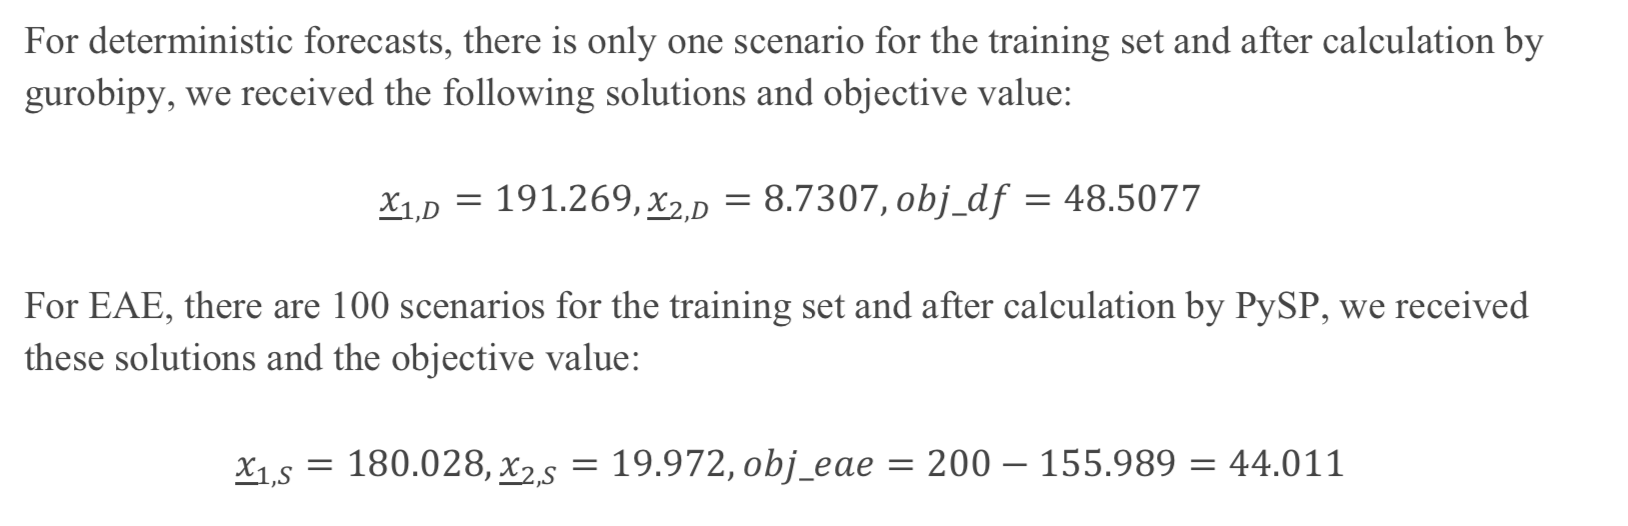 For deterministic forecasts, there is only one scenario for the training set and after calculation by
gurobipy, we received the following solutions and objective value:
x₁,D = 191.269, x₂,D = 8.7307, obj_df = 48.5077
For EAE, there are 100 scenarios for the training set and after calculation by PySP, we received
these solutions and the objective value:
x₁,S = 180.028, x₂,S = 19.972, obj_eae = 200 − 155.989 = 44.011